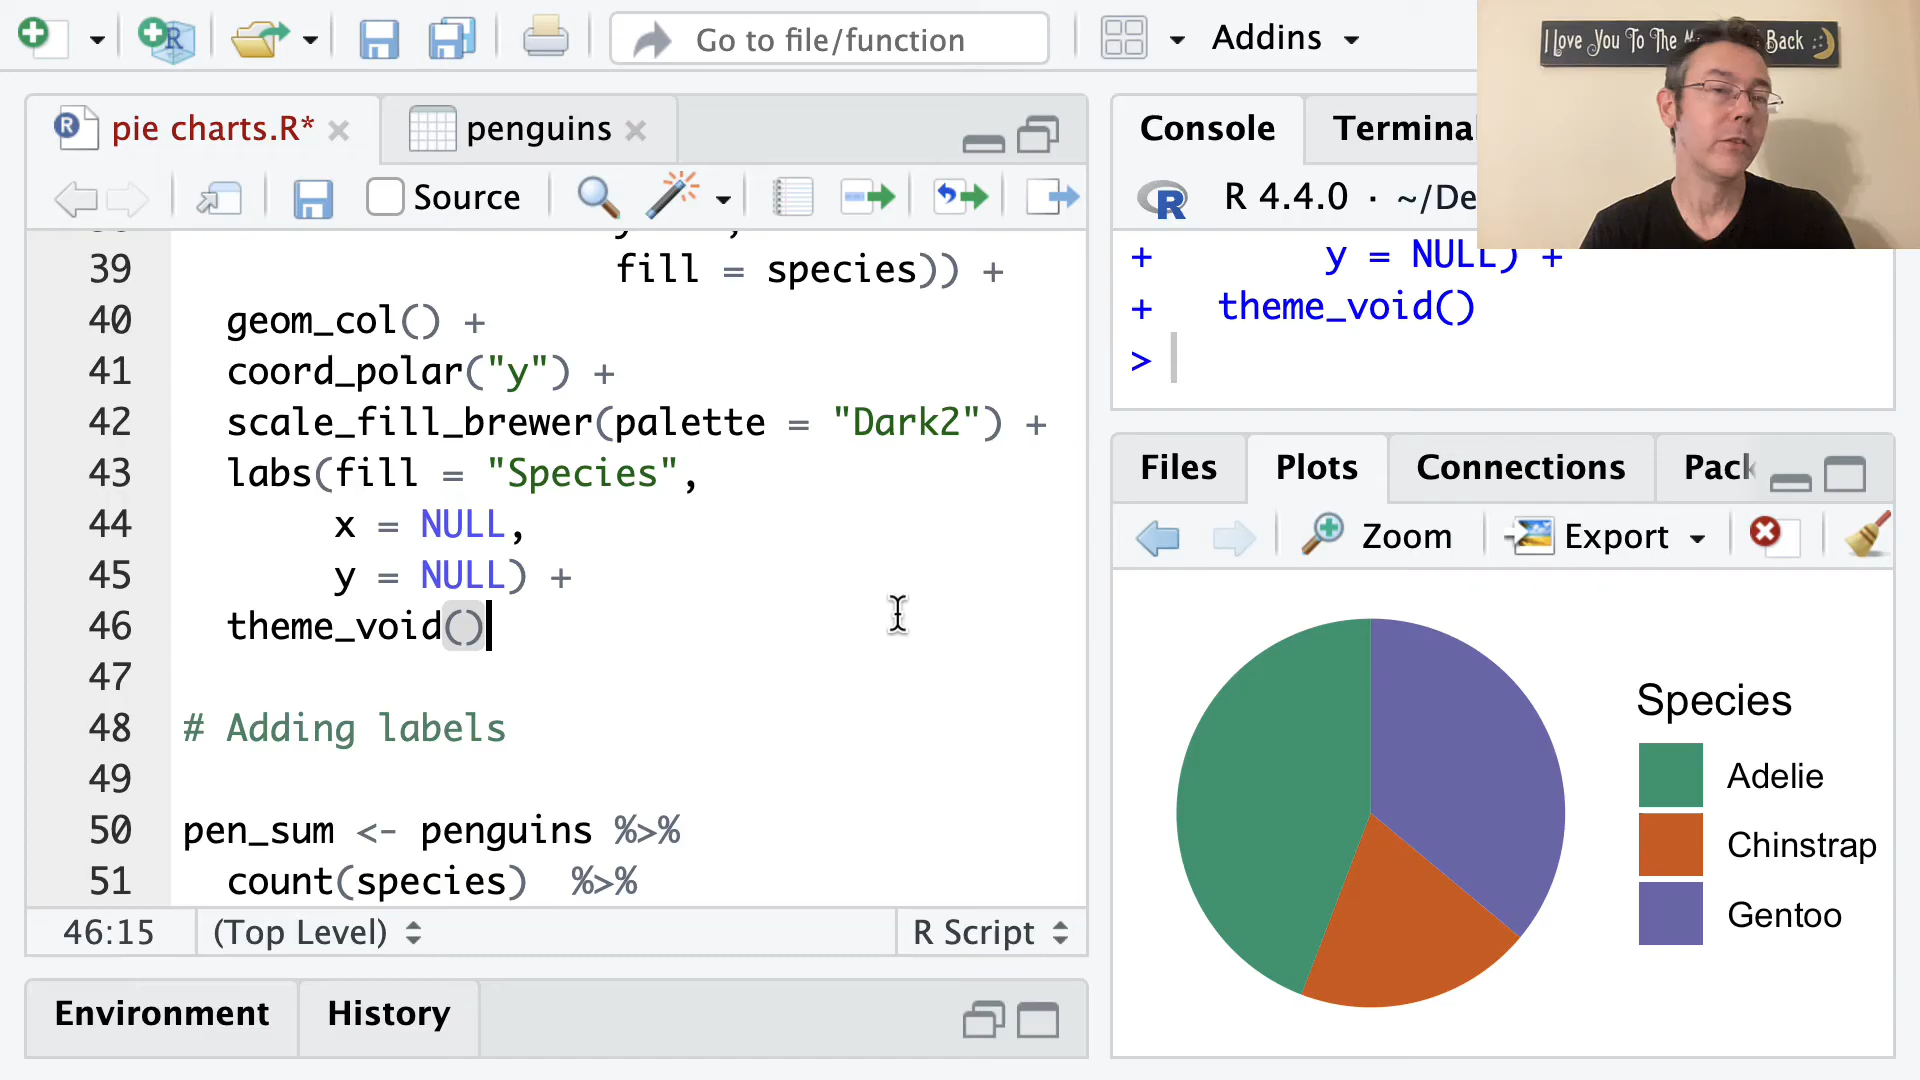 Go to file/function
Addins
I Love You To The M Back
pie charts.R*
penguins
Source
39 fill = species)) +
40 geom_col() +
41 coord_polar("y") +
42 scale_fill_brewer(palette = "Dark2") +
43 labs(fill = "Species",
44 x = NULL,
45 y = NULL) +
46 theme_void()
47
48 # Adding labels
49
50 pen_sum <- penguins %>%
51 count(species) %>%
46:15 (Top Level) R Script
Environment History
Console Termina
R 4.4.0 · ~/De
+ y = NULL) +
+ theme_void()
>
Files Plots Connections Pack
Zoom Export
Species
Adelie
Chinstrap
Gentoo